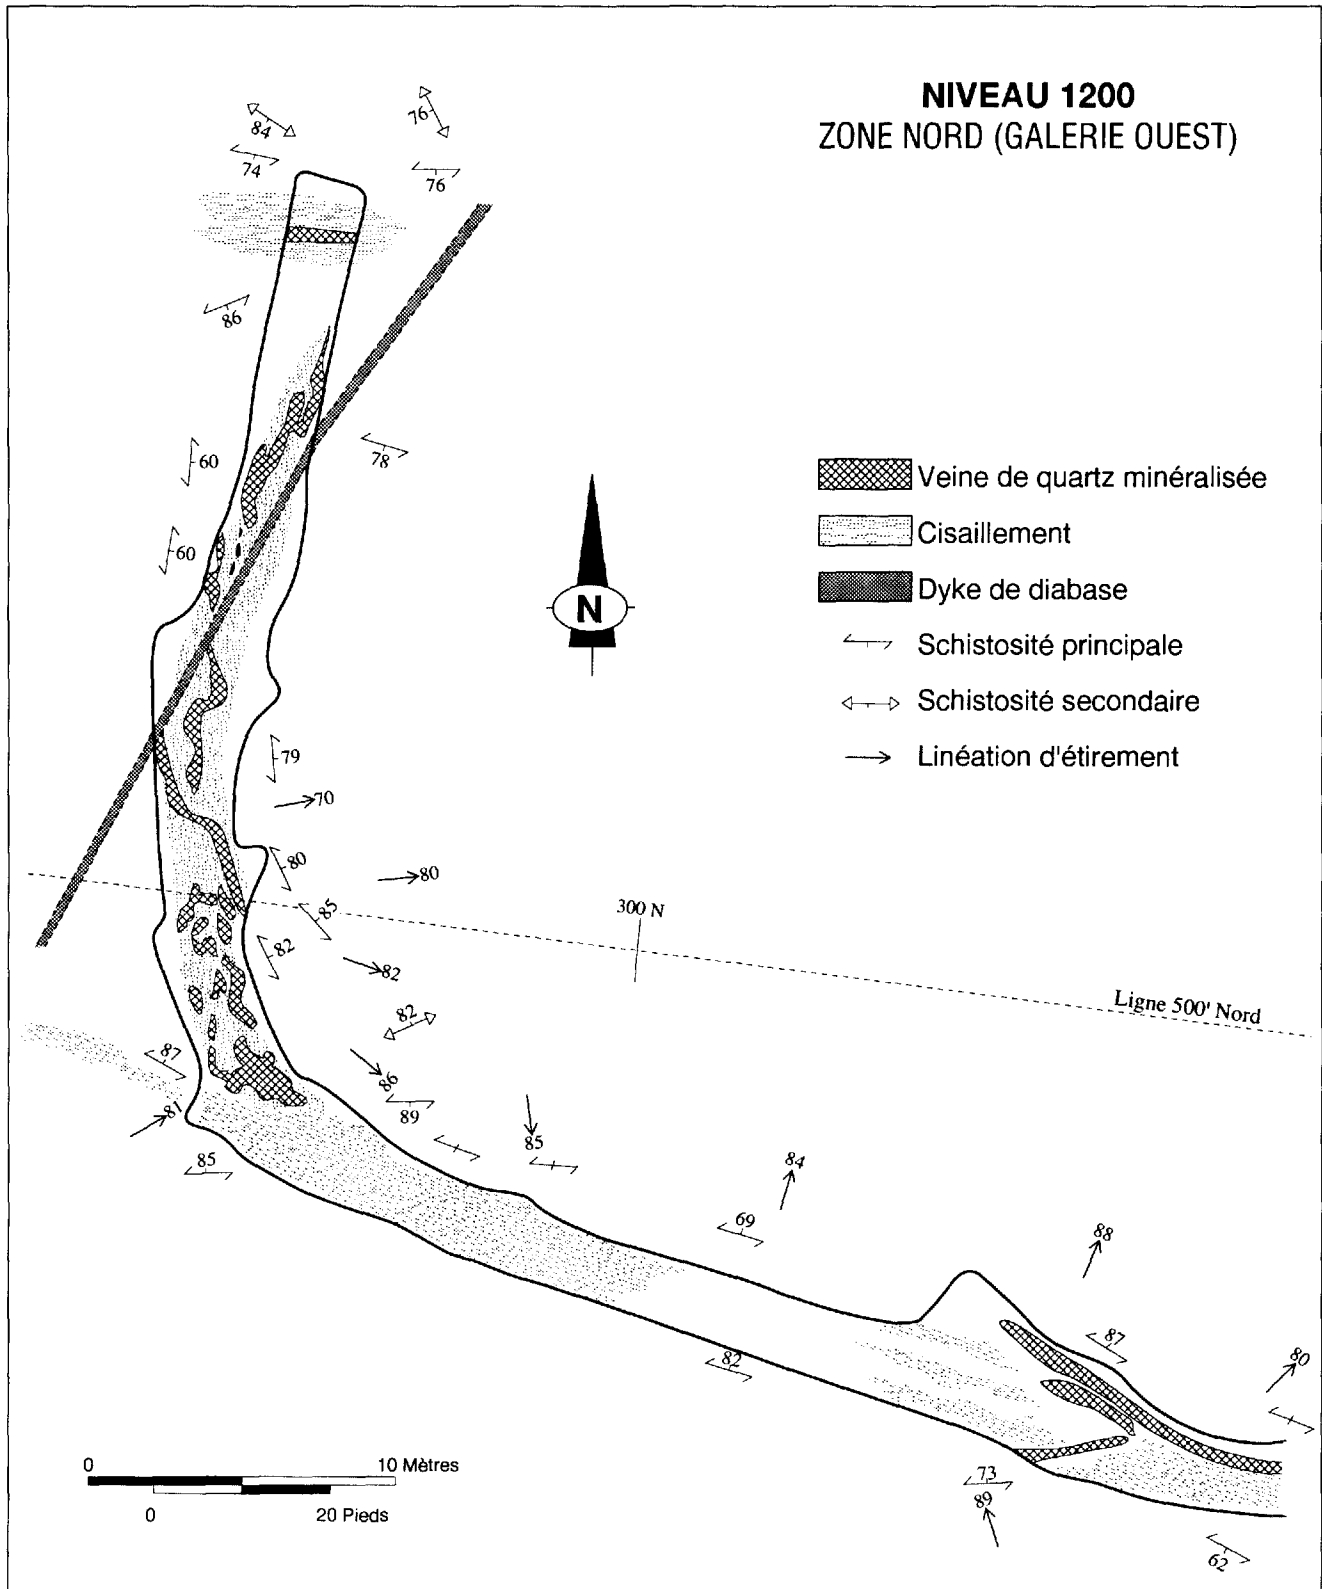 NIVEAU 1200
ZONE NORD (GALERIE OUEST)
84
76
74
76
86
78
60
60
Veine de quartz minéralisée
Cisaillement
Dyke de diabase
Schistosité principale
Schistosité secondaire
Linéation d'étirement
N
79
70
80
80
85
300 N
82
82
Ligne 500' Nord
82
87
86
81
89
85
85
84
69
88
87
82
80
0
10 Mètres
0
20 Pieds
73
89
62